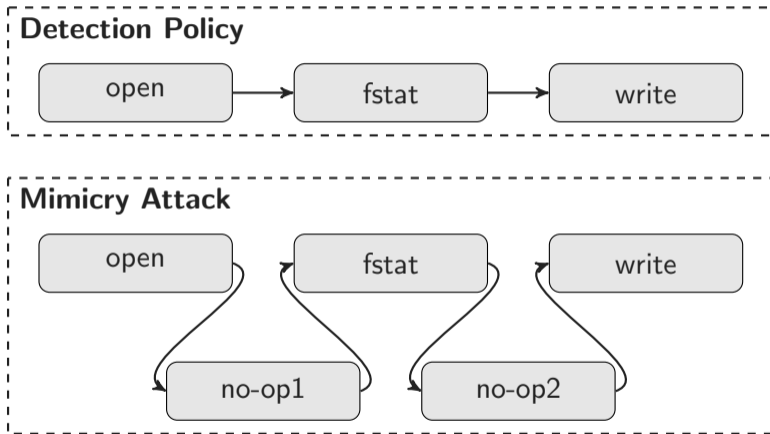 Detection Policy
open fstat write
Mimicry Attack
open fstat write
no-op1 no-op2